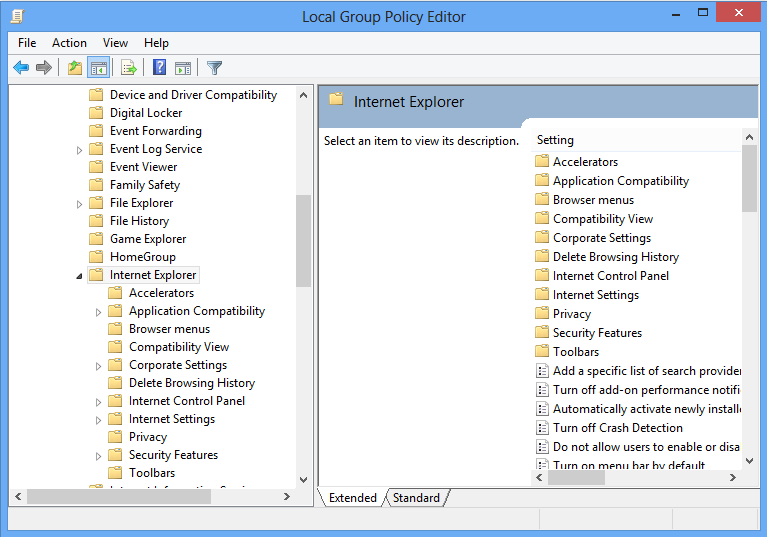 Local Group Policy Editor
File Action View Help
Device and Driver Compatibility
Digital Locker
Event Forwarding
Event Log Service
Event Viewer
Family Safety
File Explorer
File History
Game Explorer
HomeGroup
Internet Explorer
Accelerators
Application Compatibility
Browser menus
Compatibility View
Corporate Settings
Delete Browsing History
Internet Control Panel
Internet Settings
Privacy
Security Features
Toolbars
Internet Explorer
Select an item to view its description.
Setting
Accelerators
Application Compatibility
Browser menus
Compatibility View
Corporate Settings
Delete Browsing History
Internet Control Panel
Internet Settings
Privacy
Security Features
Toolbars
Add a specific list of search provider
Turn off add-on performance notifi
Automatically activate newly installe
Turn off Crash Detection
Do not allow users to enable or disa
Turn on menu bar by default
Extended Standard